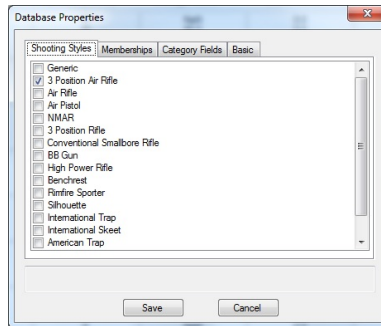 Database Properties
Shooting Styles Memberships Category Fields Basic
Generic
3 Position Air Rifle
Air Rifle
Air Pistol
NMAR
3 Position Rifle
Conventional Smallbore Rifle
BB Gun
High Power Rifle
Benchrest
Rimfire Sporter
Silhouette
International Trap
International Skeet
American Trap
Save Cancel